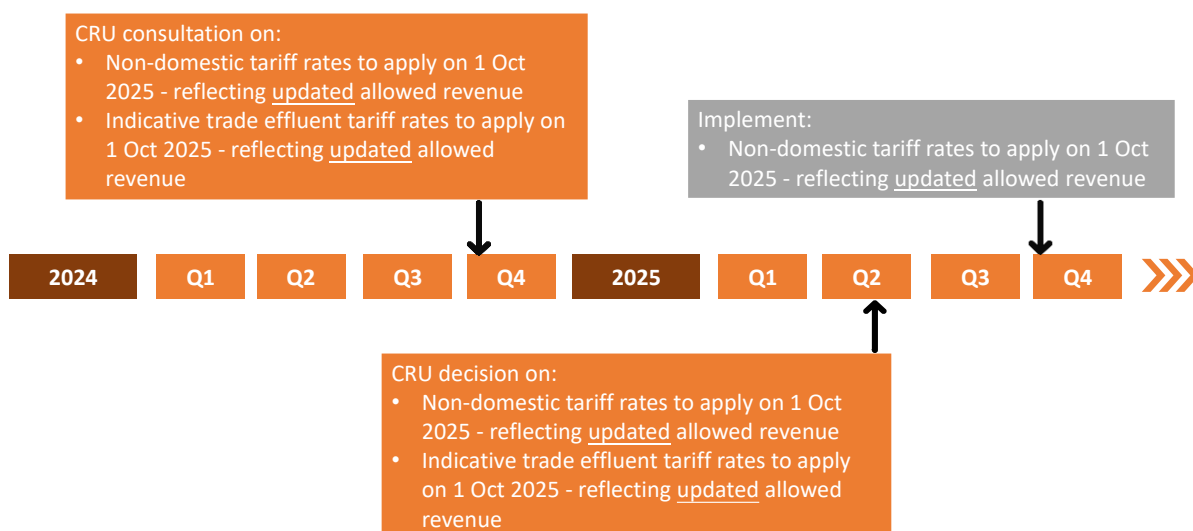 CRU consultation on:
• Non-domestic tariff rates to apply on 1 Oct
2025 - reflecting updated allowed revenue
• Indicative trade effluent tariff rates to apply on
1 Oct 2025 - reflecting updated allowed
revenue
Implement:
• Non-domestic tariff rates to apply on 1 Oct
2025 - reflecting updated allowed revenue
2024 Q1 Q2 Q3 Q4 2025 Q1 Q2 Q3 Q4
CRU decision on:
• Non-domestic tariff rates to apply on 1 Oct
2025 - reflecting updated allowed revenue
• Indicative trade effluent tariff rates to apply
on 1 Oct 2025 - reflecting updated allowed
revenue